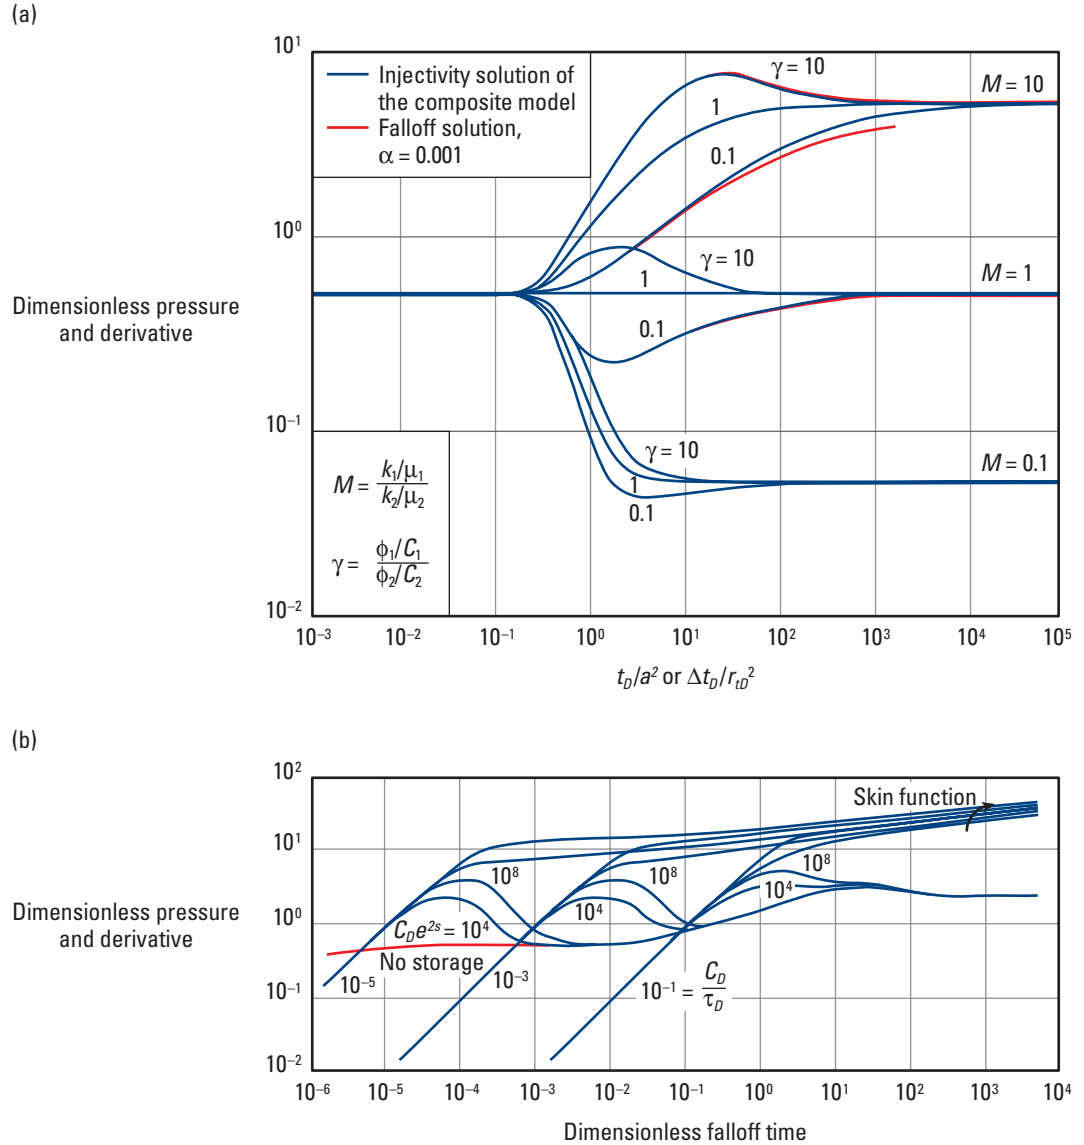 (a)
10¹
Injectivity solution of
the composite model
Falloff solution,
α = 0.001
γ = 10
M = 10
1
0.1
10⁰
γ = 10
M = 1
1
Dimensionless pressure
and derivative
0.1
10⁻¹
γ = 10
M = 0.1
M = k₁/μ₁
k₂/μ₂
1
0.1
γ = ϕ₁/C₁
ϕ₂/C₂
10⁻²
10⁻³ 10⁻² 10⁻¹ 10⁰ 10¹ 10² 10³ 10⁴ 10⁵
t_D/a² or Δt_D/r_tD²
(b)
10²
Skin function
10¹
10⁸ 10⁸ 10⁸
10⁴
Dimensionless pressure
and derivative
10⁰
C_De²ˢ = 10⁴ 10⁴
No storage
10⁻⁵ 10⁻³ 10⁻¹ = C_D
τ_D
10⁻¹
10⁻²
10⁻⁶ 10⁻⁵ 10⁻⁴ 10⁻³ 10⁻² 10⁻¹ 10⁰ 10¹ 10² 10³ 10⁴
Dimensionless falloff time